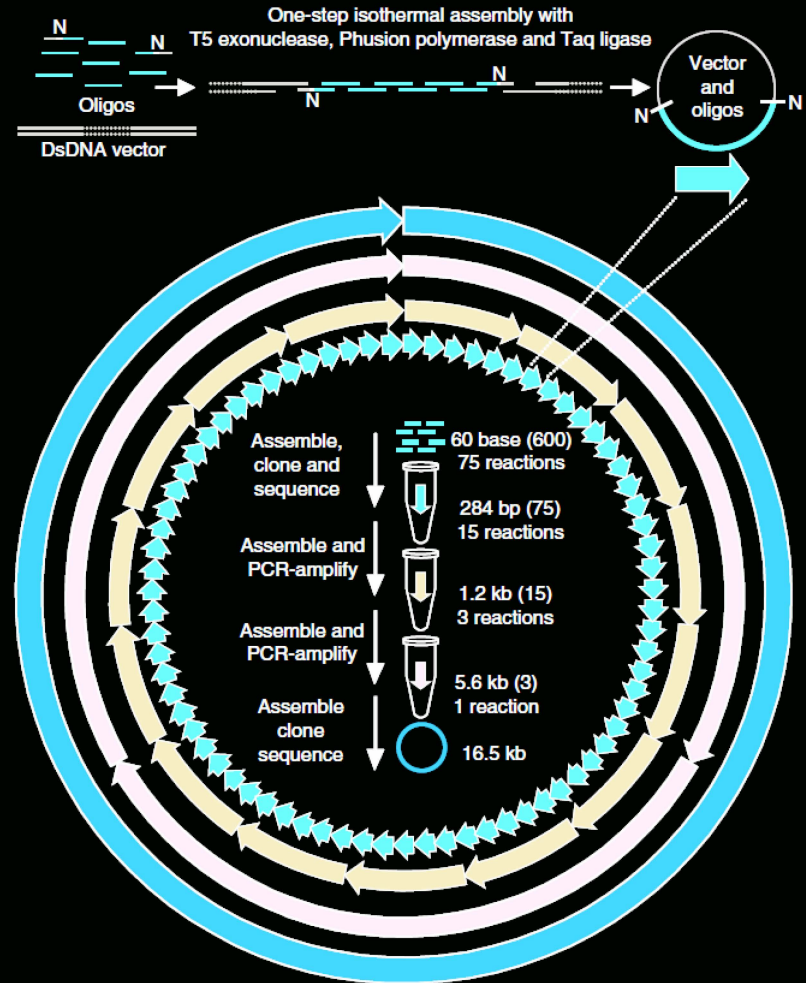 One-step isothermal assembly with
T5 exonuclease, Phusion polymerase and Taq ligase
N
N
Oligos
DsDNA vector
N
N
Vector
and
oligos
N
N
Assemble,
clone and
sequence
60 base (600)
75 reactions
284 bp (75)
15 reactions
Assemble and
PCR-amplify
1.2 kb (15)
3 reactions
Assemble and
PCR-amplify
5.6 kb (3)
1 reaction
Assemble
clone
sequence
16.5 kb